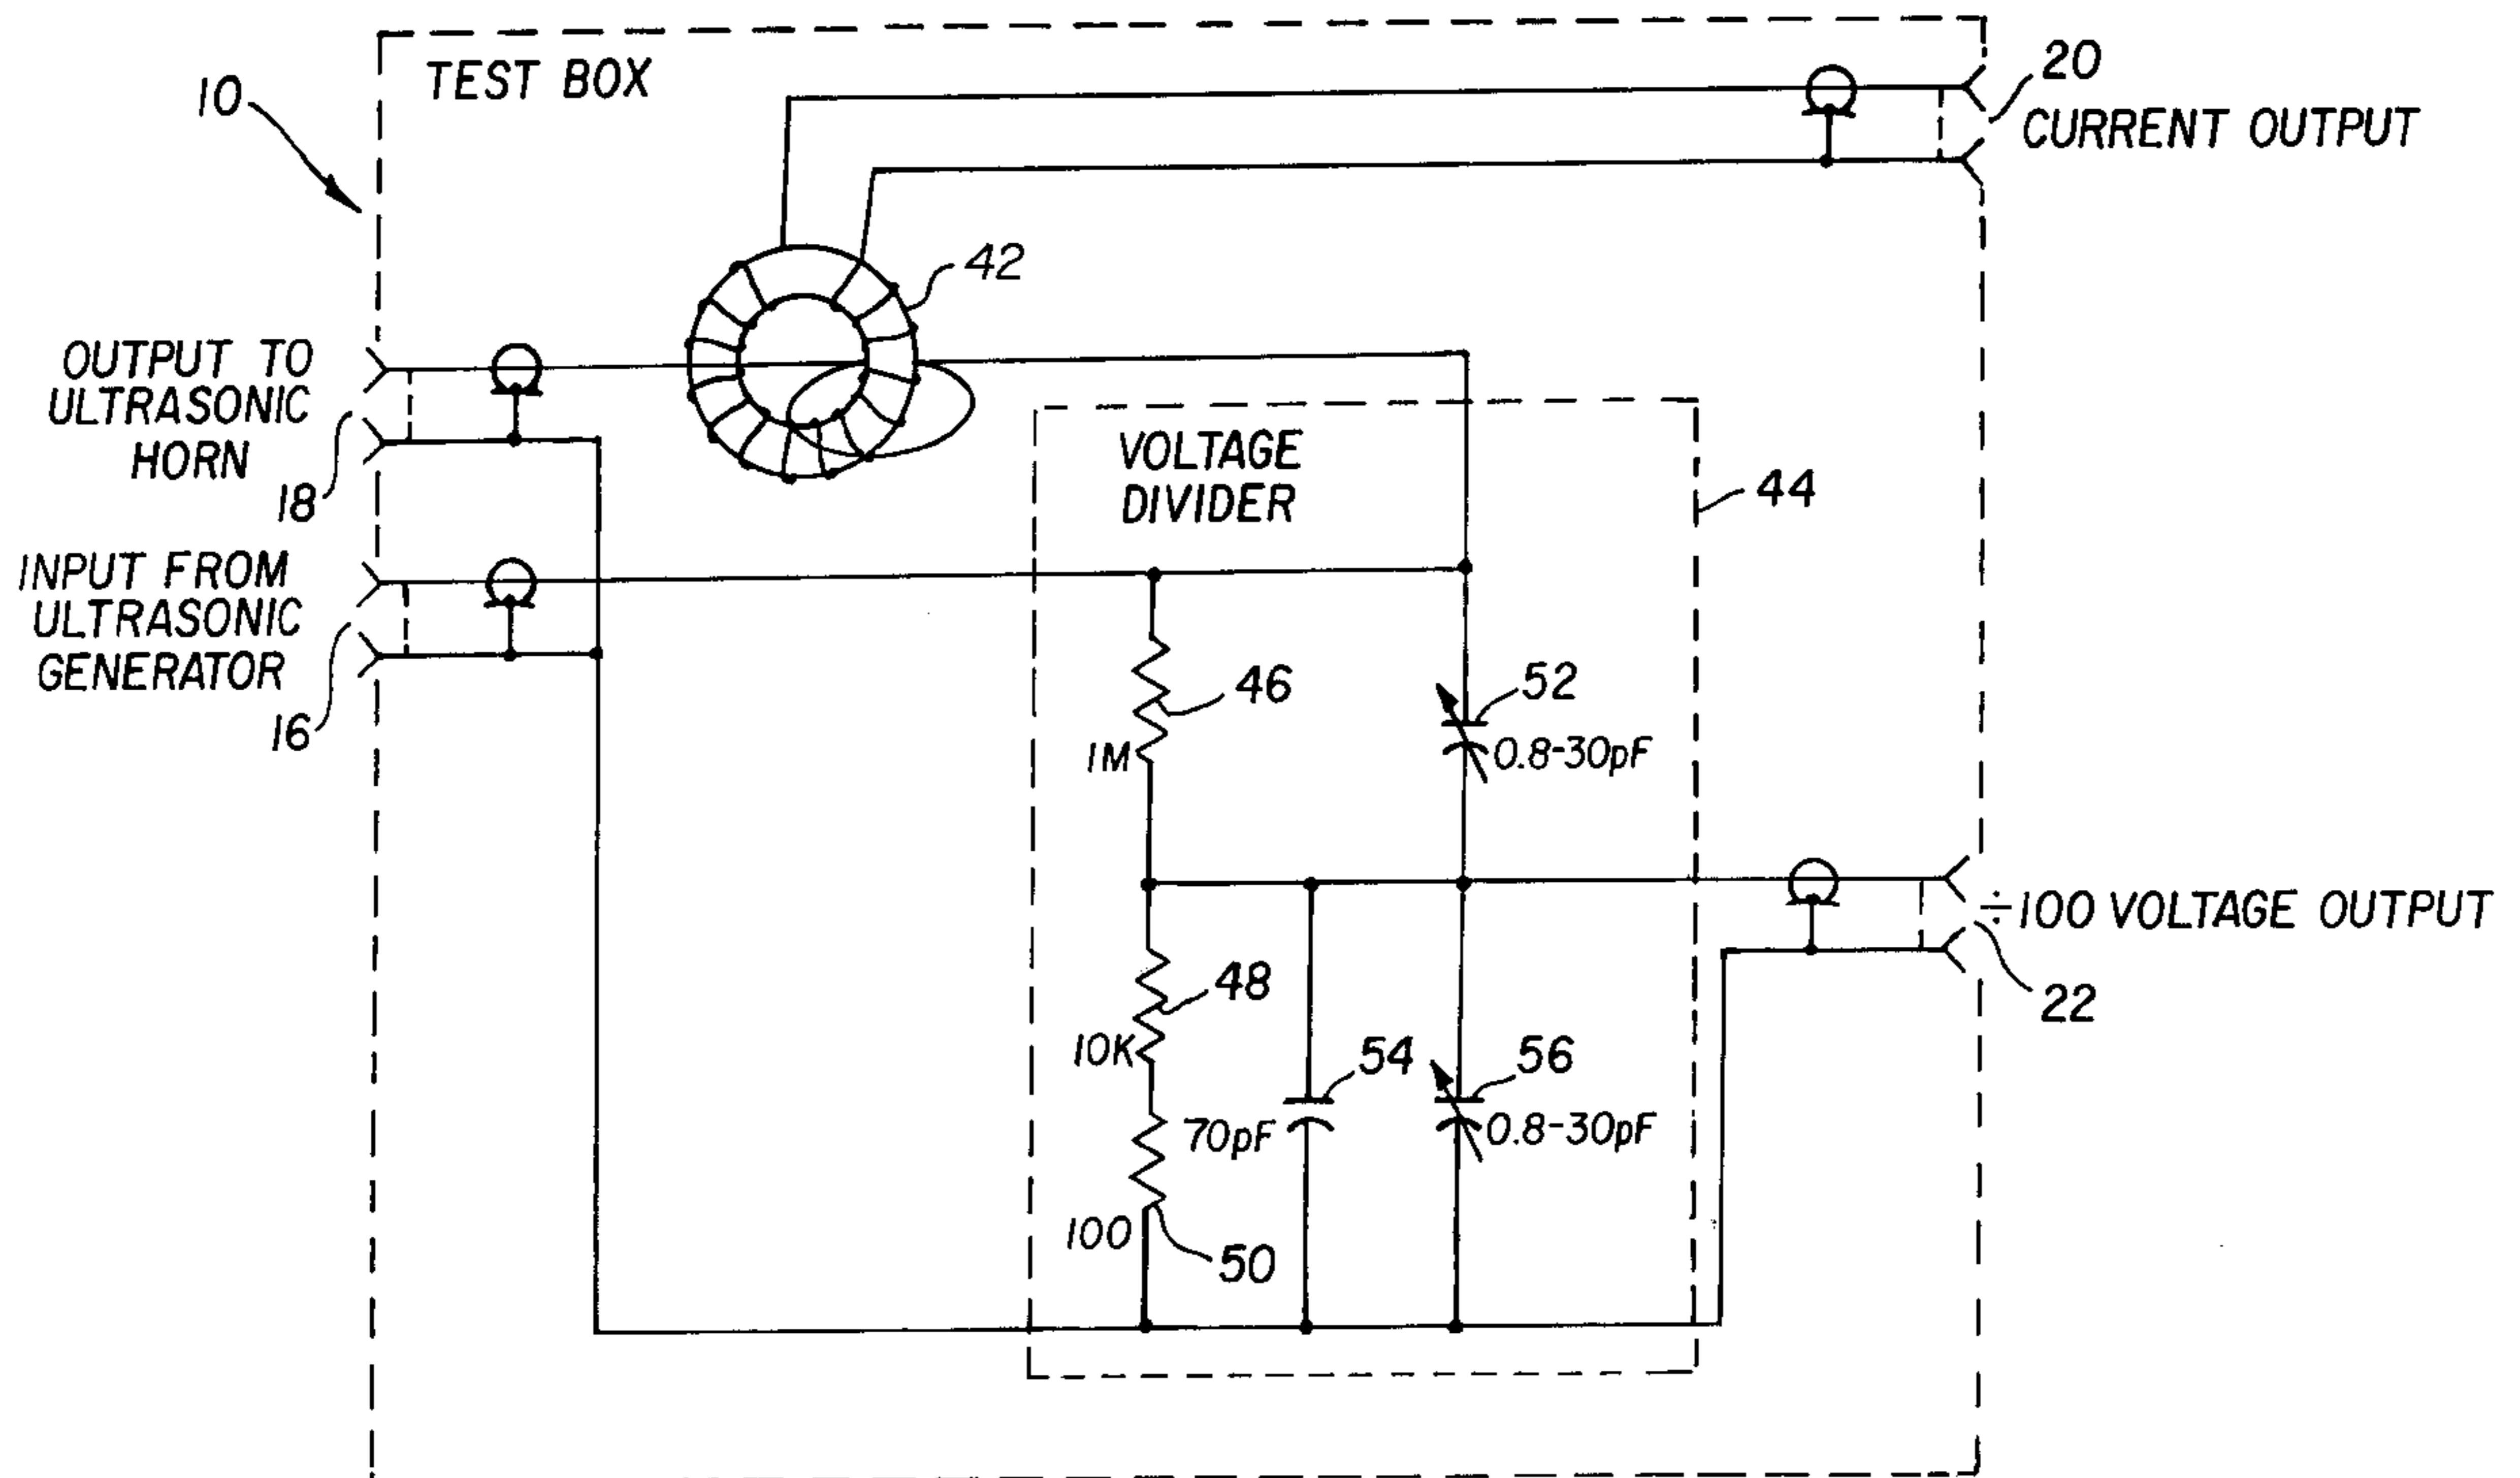 10
TEST BOX
20
CURRENT OUTPUT
42
OUTPUT TO
ULTRASONIC
HORN
18
VOLTAGE
DIVIDER
44
INPUT FROM
ULTRASONIC
GENERATOR
16
46
1M
52
0.8-30pF
÷100 VOLTAGE OUTPUT
22
48
10K
54
70pF
56
0.8-30pF
100
50